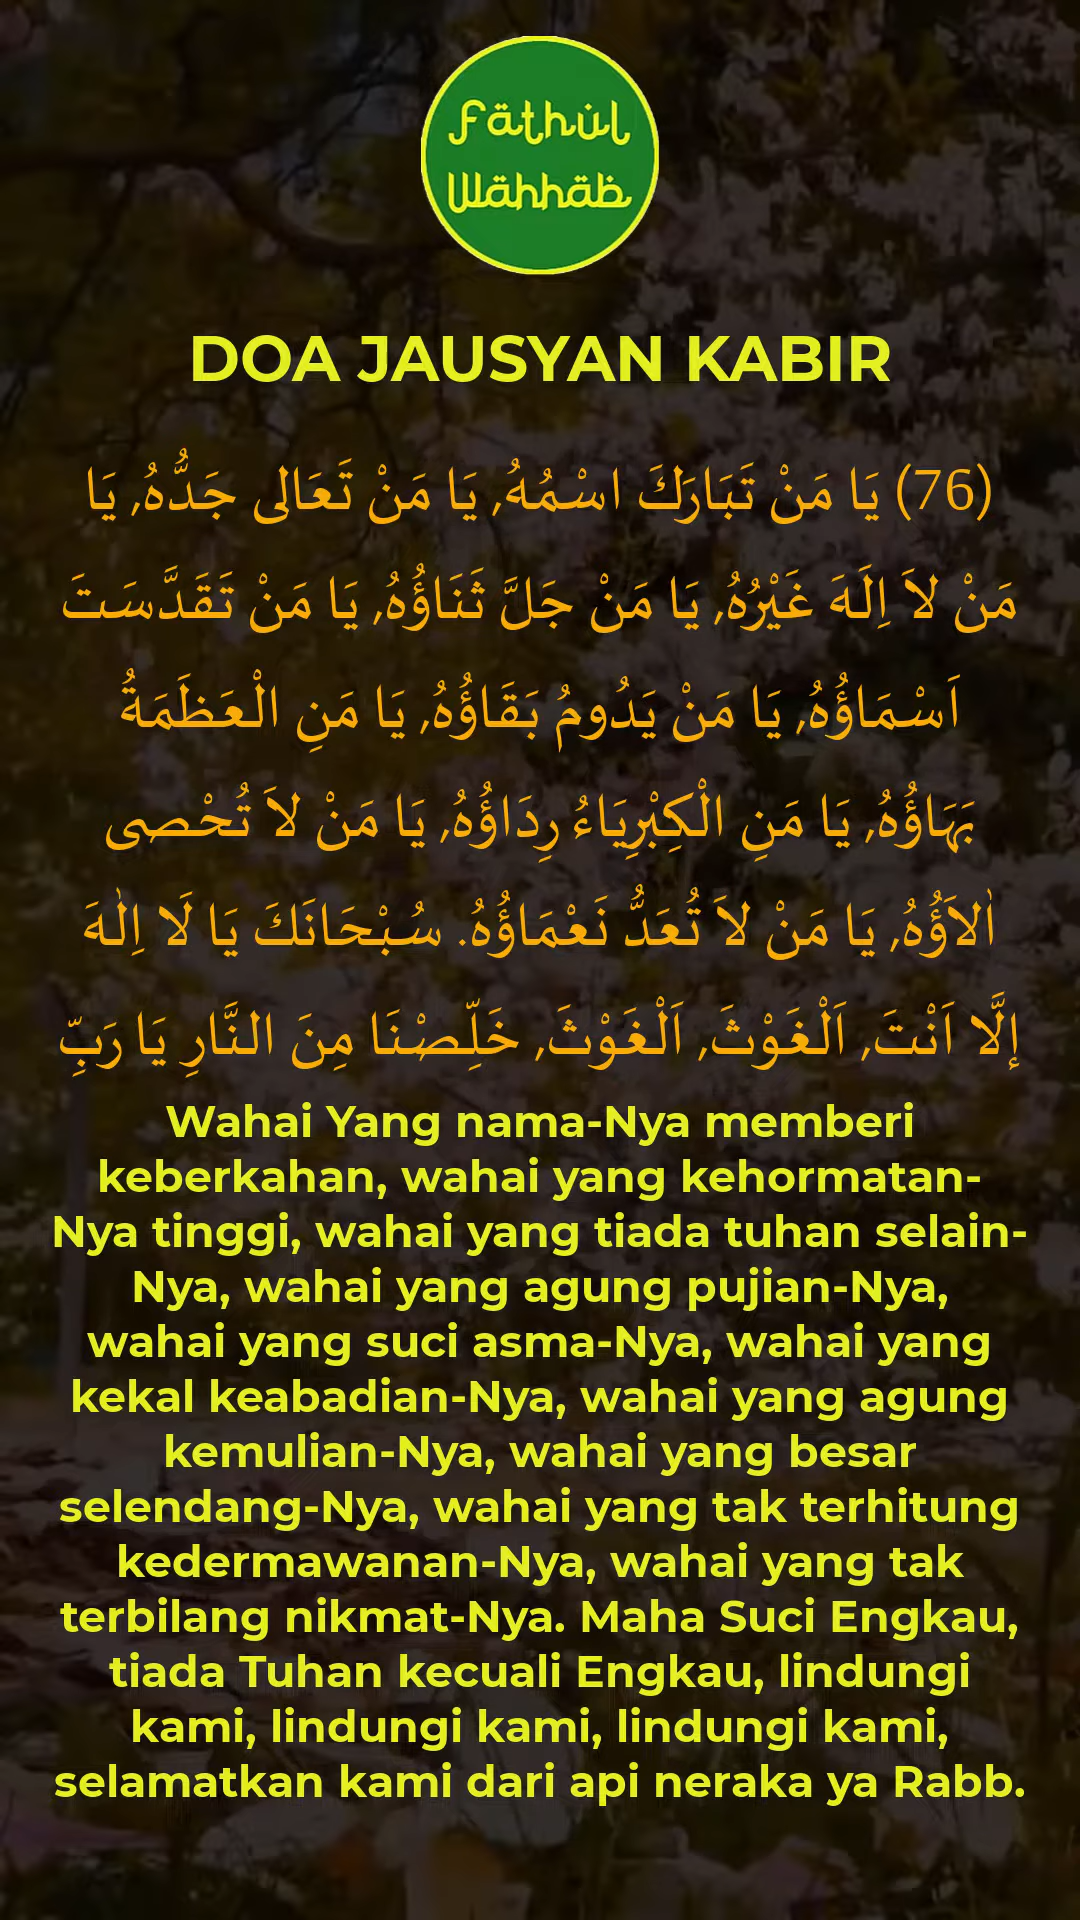 Fäthul
Wähhäb
DOA JAUSYAN KABIR
(76) يَا مَنْ تَبَارَكَ اسْمُهُ, يَا مَنْ تَعَالى جَدُّهُ, يَا
مَنْ لاَ اِلَهَ غَيْرُهُ, يَا مَنْ جَلَّ ثَنَاؤُهُ, يَا مَنْ تَقَدَّسَتَ
اَسْمَاؤُهُ, يَا مَنْ يَدُومُ بَقَاؤُهُ, يَا مَنِ الْعَظَمَةُ
بَهَاؤُهُ, يَا مَنِ الْكِبْرِيَاءُ رِدَاؤُهُ, يَا مَنْ لاَ تُحْصى
اٰلاَؤُهُ, يَا مَنْ لاَ تُعَدُّ نَعْمَاؤُهُ. سُبْحَانَكَ يَا لَا اِلٰهَ
إلَّا اَنْتَ, اَلْغَوْثَ, اَلْغَوْثَ, خَلِّصْنَا مِنَ النَّارِ يَا رَبِّ
Wahai Yang nama-Nya memberi
keberkahan, wahai yang kehormatan-
Nya tinggi, wahai yang tiada tuhan selain-
Nya, wahai yang agung pujian-Nya,
wahai yang suci asma-Nya, wahai yang
kekal keabadian-Nya, wahai yang agung
kemulian-Nya, wahai yang besar
selendang-Nya, wahai yang tak terhitung
kedermawanan-Nya, wahai yang tak
terbilang nikmat-Nya. Maha Suci Engkau,
tiada Tuhan kecuali Engkau, lindungi
kami, lindungi kami, lindungi kami,
selamatkan kami dari api neraka ya Rabb.